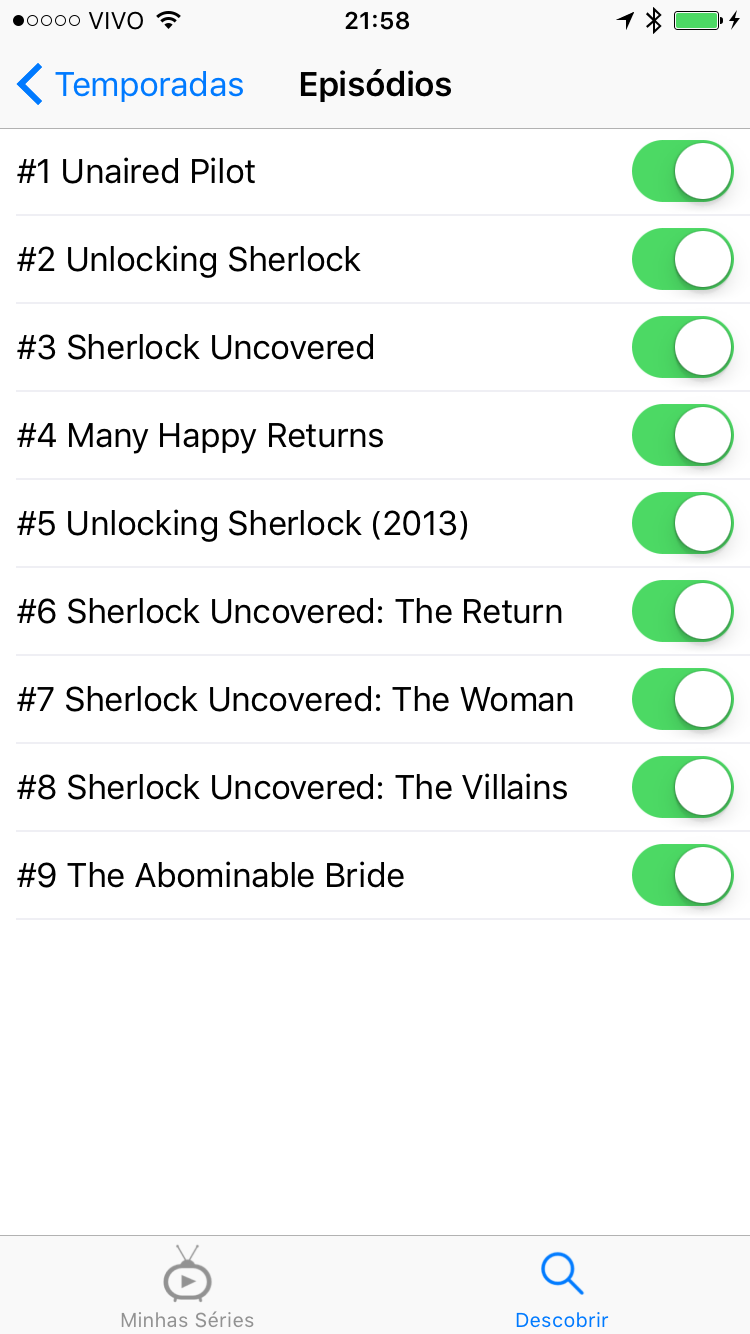 VIVO 21:58
Temporadas Episódios
#1 Unaired Pilot
#2 Unlocking Sherlock
#3 Sherlock Uncovered
#4 Many Happy Returns
#5 Unlocking Sherlock (2013)
#6 Sherlock Uncovered: The Return
#7 Sherlock Uncovered: The Woman
#8 Sherlock Uncovered: The Villains
#9 The Abominable Bride
Minhas Séries Descobrir